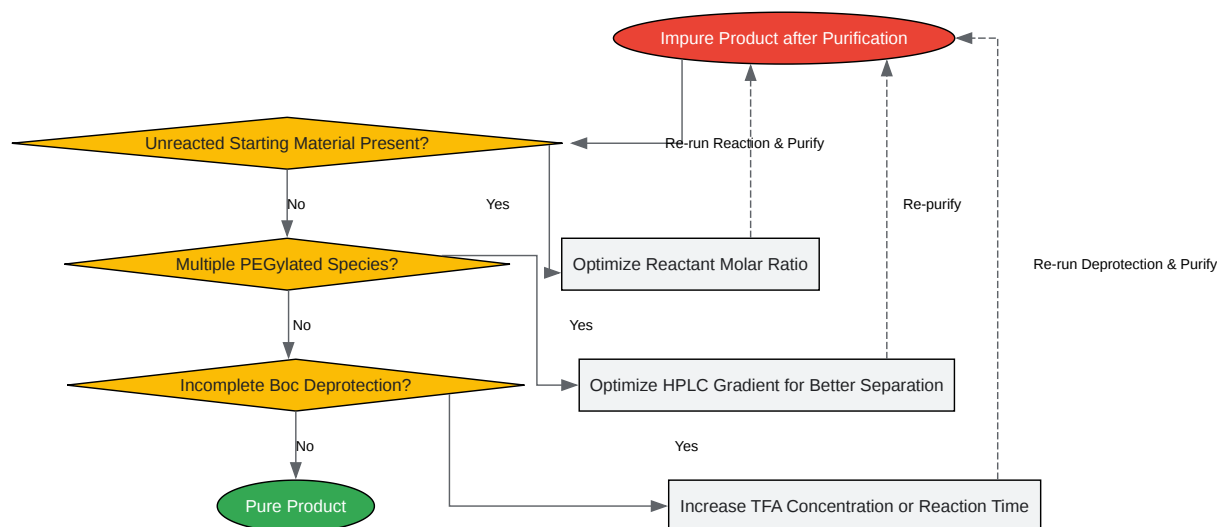 Impure Product after Purification
Unreacted Starting Material Present?
Re-run Reaction & Purify
No
Yes
Re-purify
Multiple PEGylated Species?
Optimize Reactant Molar Ratio
Re-run Deprotection & Purify
No
Yes
Incomplete Boc Deprotection?
Optimize HPLC Gradient for Better Separation
No
Yes
Pure Product
Increase TFA Concentration or Reaction Time